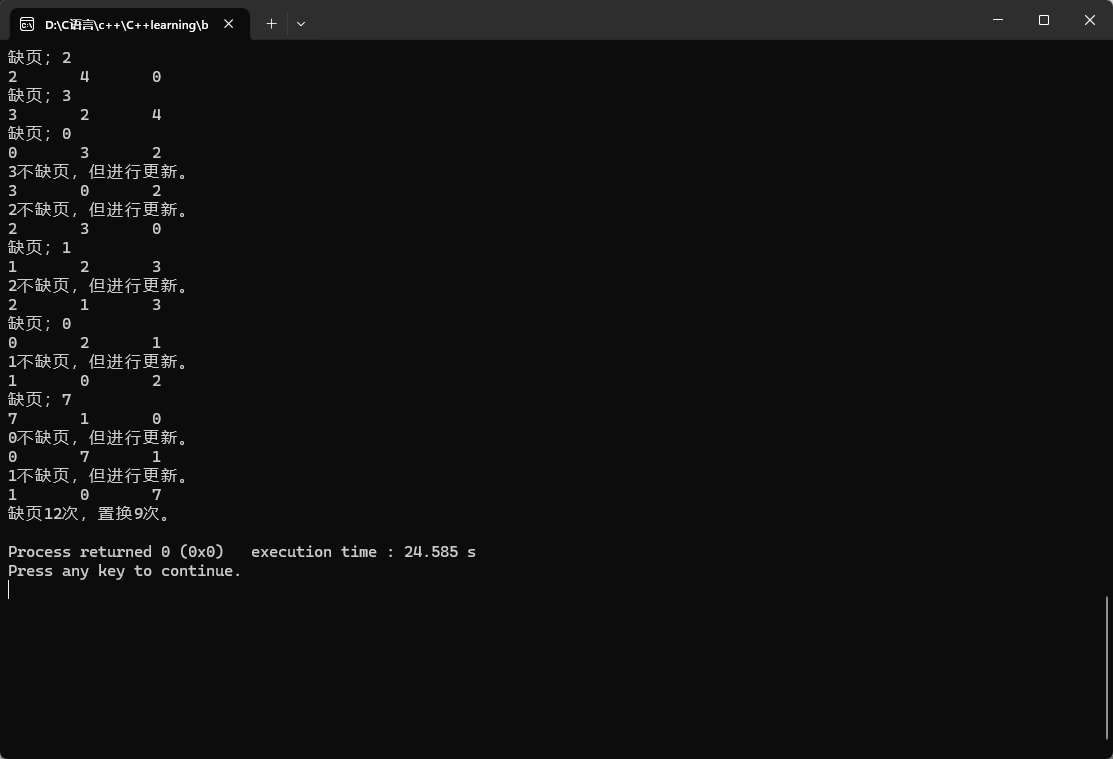 D:\C语言\c++\C++learning\b
缺页；2
2 4 0
缺页；3
3 2 4
缺页；0
0 3 2
3不缺页，但进行更新。
3 0 2
2不缺页，但进行更新。
2 3 0
缺页；1
1 2 3
2不缺页，但进行更新。
2 1 3
缺页；0
0 2 1
1不缺页，但进行更新。
1 0 2
缺页；7
7 1 0
0不缺页，但进行更新。
0 7 1
1不缺页，但进行更新。
1 0 7
缺页12次，置换9次。
Process returned 0 (0x0) execution time : 24.585 s
Press any key to continue.